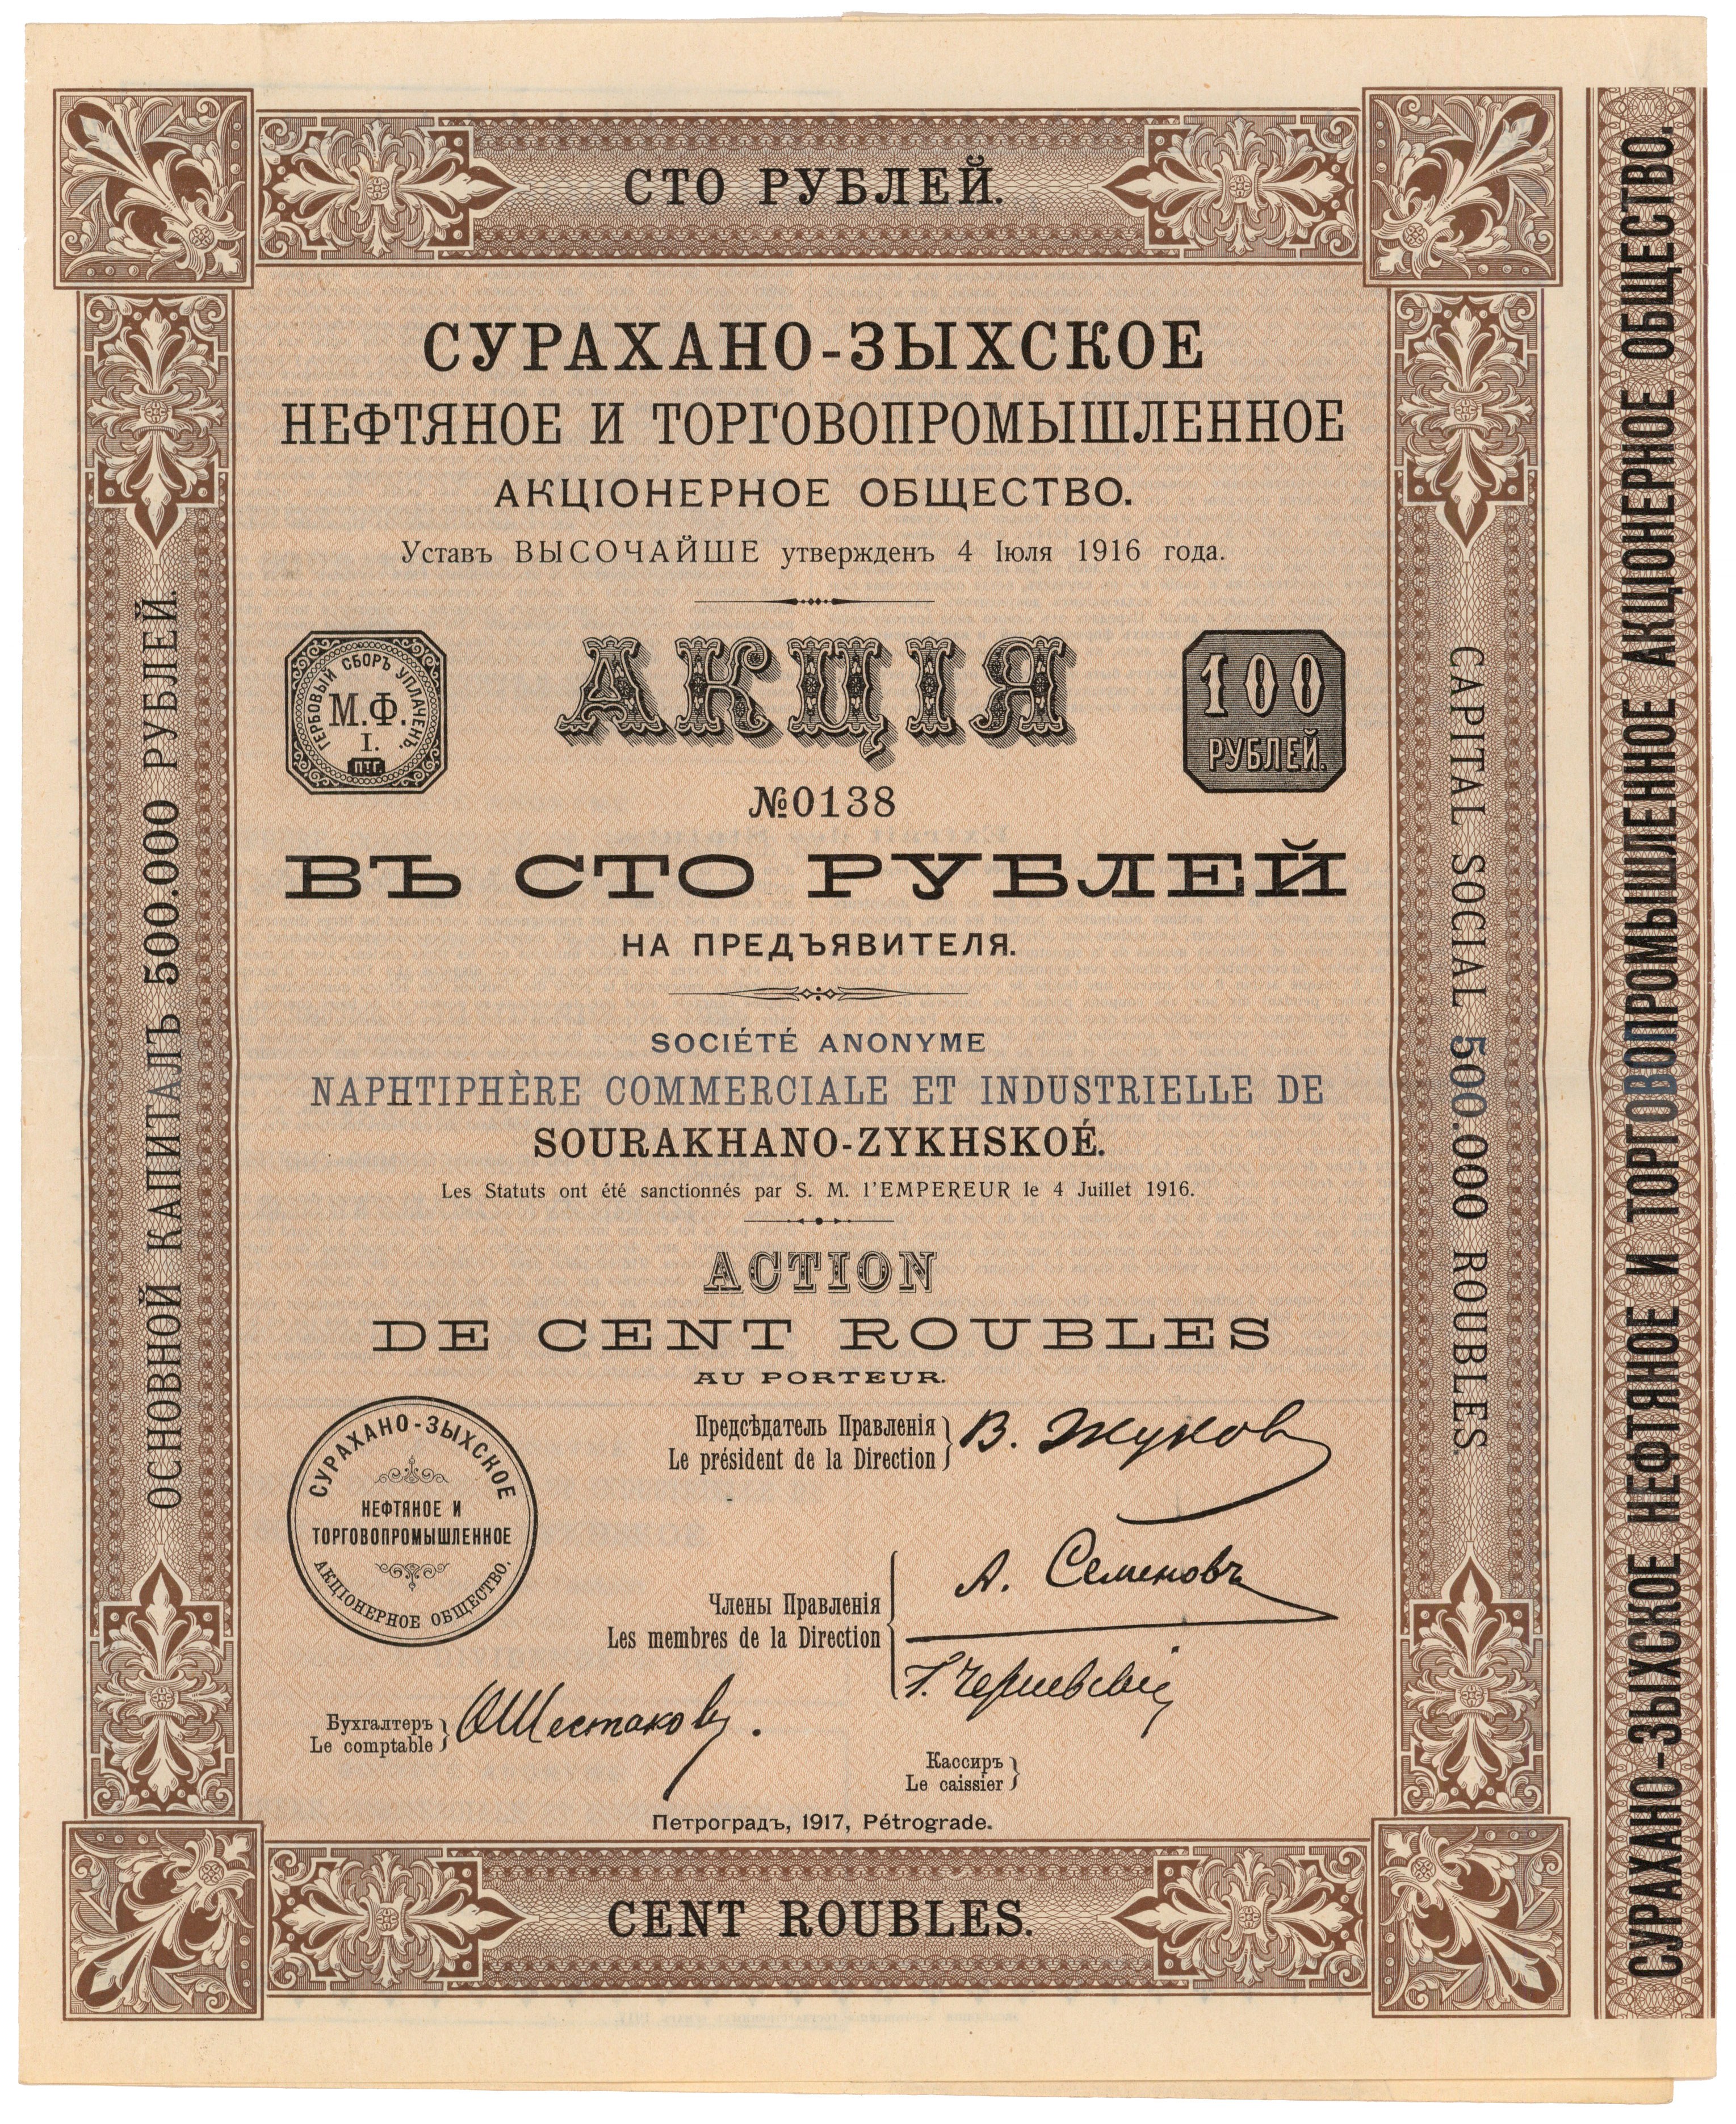 СТО РУБЛЕЙ.
СУРАХАНО-ЗЫХСКОЕ
НЕФТЯНОЕ И ТОРГОВОПРОМЫШЛЕННОЕ
АКЦІОНЕРНОЕ ОБЩЕСТВО.
Уставъ ВЫСОЧАЙШЕ утвержденъ 4 Іюля 1916 года.
ГЕРБОВЫЙ СБОРЪ УПЛАЧЕНЪ.
М.Ф.
I.
ПТГ.
АКЦІЯ
100
РУБЛЕЙ.
№0138
ВЪ СТО РУБЛЕЙ
НА ПРЕДЪЯВИТЕЛЯ.
SOCIÉTÉ ANONYME
NAPHTIPHÈRE COMMERCIALE ET INDUSTRIELLE DE
SOURAKHANO-ZYKHSKOÉ.
Les Statuts ont été sanctionnés par S. M. l'EMPEREUR le 4 Juillet 1916.
ACTION
DE CENT ROUBLES
AU PORTEUR.
Предсѣдатель Правленія
Le président de la Direction
В. Жуков
СУРАХАНО-ЗЫХСКОЕ
НЕФТЯНОЕ И
ТОРГОВОПРОМЫШЛЕННОЕ
АКЦІОНЕРНОЕ ОБЩЕСТВО.
Члены Правленія
Les membres de la Direction
А. Семеновъ
Бухгалтеръ
Le comptable
Кассиръ
Le caissier
Петроградъ, 1917, Pétrograde.
CENT ROUBLES.
ОСНОВНОЙ КАПИТАЛЪ 500.000 РУБЛЕЙ.
CAPITAL SOCIAL 500.000 ROUBLES.
СУРАХАНО-ЗЫХСКОЕ НЕФТЯНОЕ И ТОРГОВОПРОМЫШЛЕННОЕ АКЦІОНЕРНОЕ ОБЩЕСТВО.